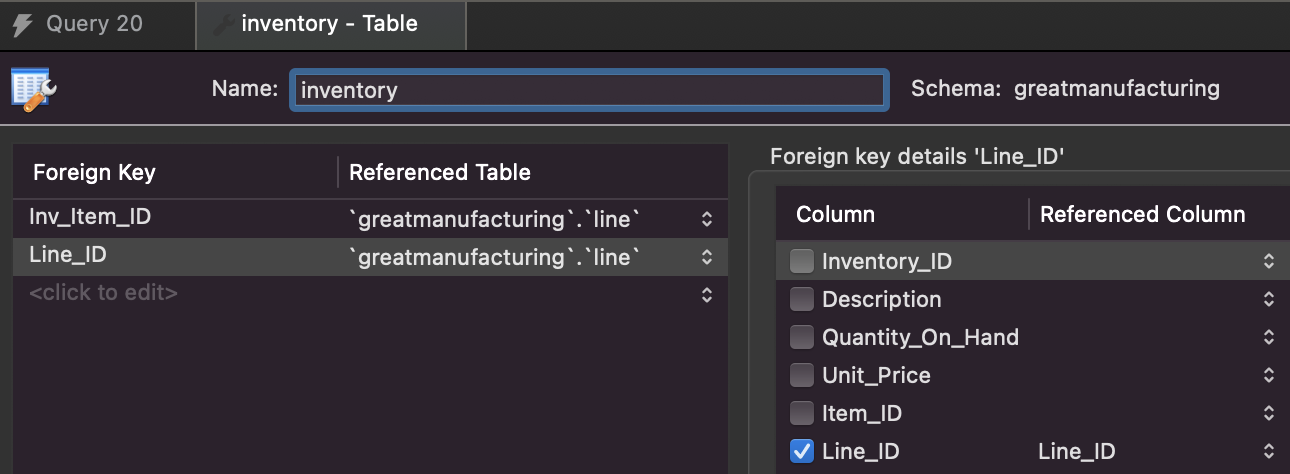 Query 20
inventory - Table
Name: inventory
Schema: greatmanufacturing
Foreign Key Referenced Table
Inv_Item_ID `greatmanufacturing`.`line`
Line_ID `greatmanufacturing`.`line`
<click to edit>
Foreign key details 'Line_ID'
Column Referenced Column
Inventory_ID
Description
Quantity_On_Hand
Unit_Price
Item_ID
Line_ID Line_ID